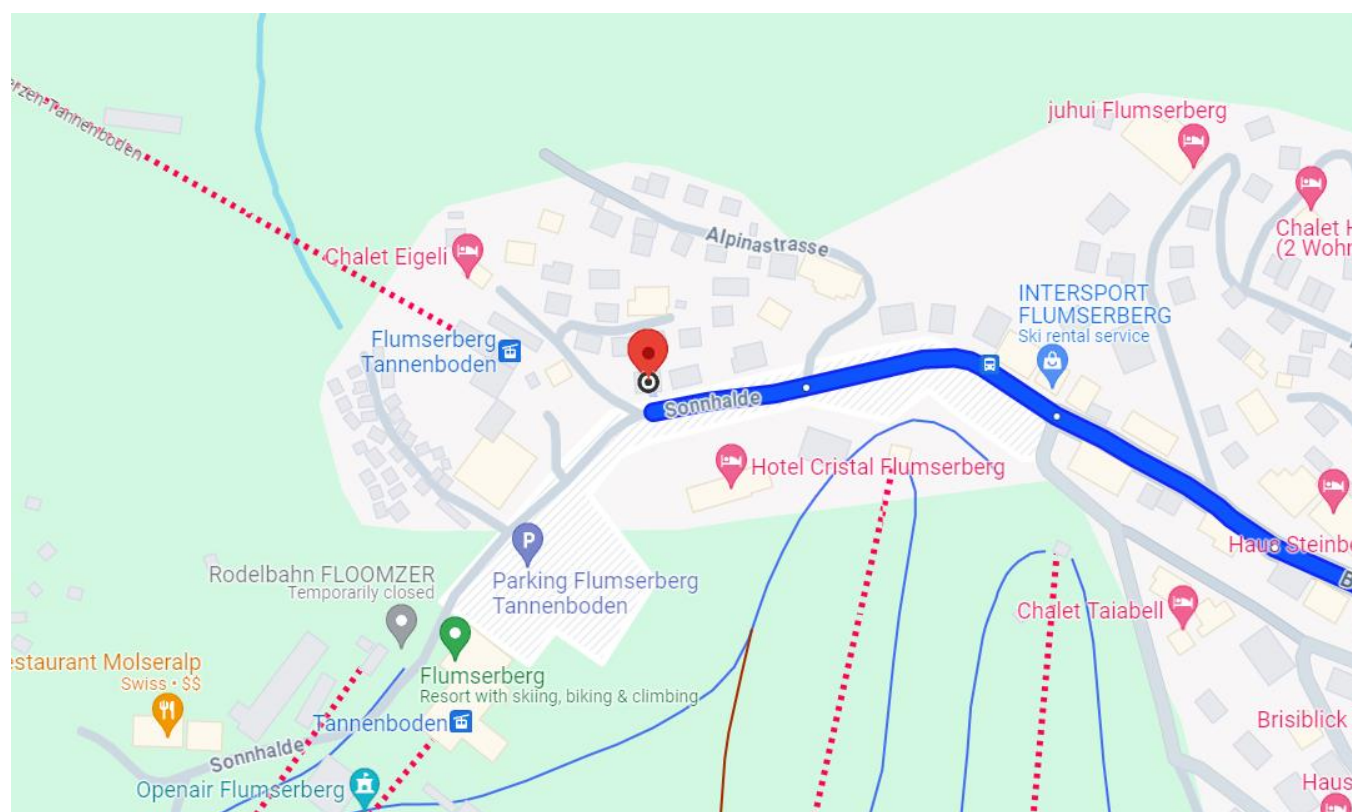 juhui Flumserberg
Tannenboden
Chalet
(2 Wohn
Alpinastrasse
Chalet Eigeli
INTERSPORT
FLUMSERBERG
Ski rental service
Flumserberg
Tannenboden
Sonnhalde
Hotel Cristal Flumserberg
Haus Steinb
Parking Flumserberg
Tannenboden
Rodelbahn FLOOMZER
Temporarily closed
Chalet Taiabell
estaurant Molseralp
Swiss • $$
Flumserberg
Resort with skiing, biking & climbing
Tannenboden
Brisiblick
Sonnhalde
Openair Flumserberg
Haus